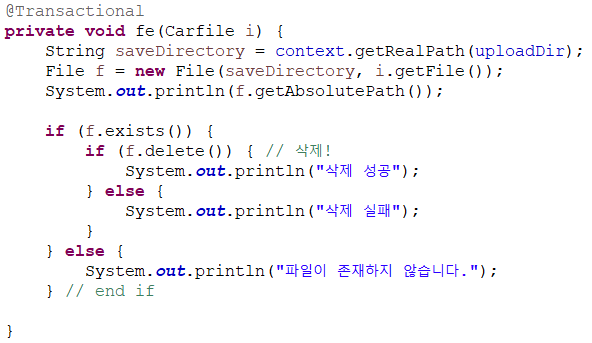 @Transactional
private void fe(Carfile i) {
    String saveDirectory = context.getRealPath(uploadDir);
    File f = new File(saveDirectory, i.getFile());
    System.out.println(f.getAbsolutePath());

    if (f.exists()) {
        if (f.delete()) { // 삭제!
            System.out.println("삭제 성공");
        } else {
            System.out.println("삭제 실패");
        }
    } else {
        System.out.println("파일이 존재하지 않습니다.");
    } // end if

}